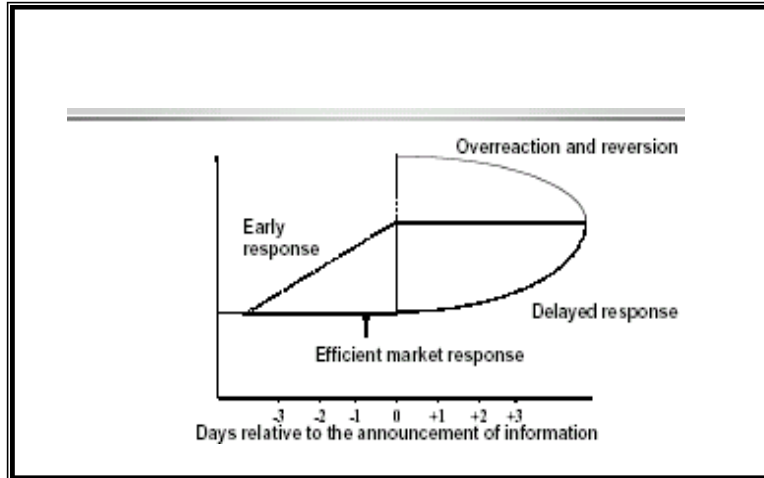 Overreaction and reversion
Early
response
Delayed response
Efficient market response
-3 -2 -1 0 +1 +2 +3
Days relative to the announcement of information